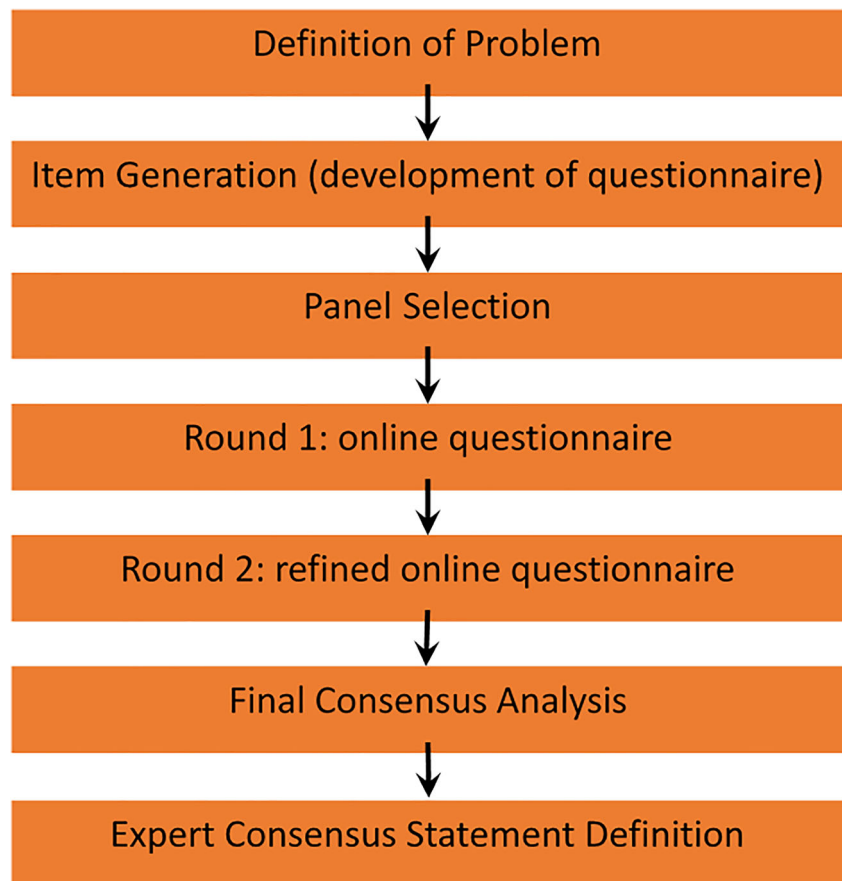 Definition of Problem
Item Generation (development of questionnaire)
Panel Selection
Round 1: online questionnaire
Round 2: refined online questionnaire
Final Consensus Analysis
Expert Consensus Statement Definition